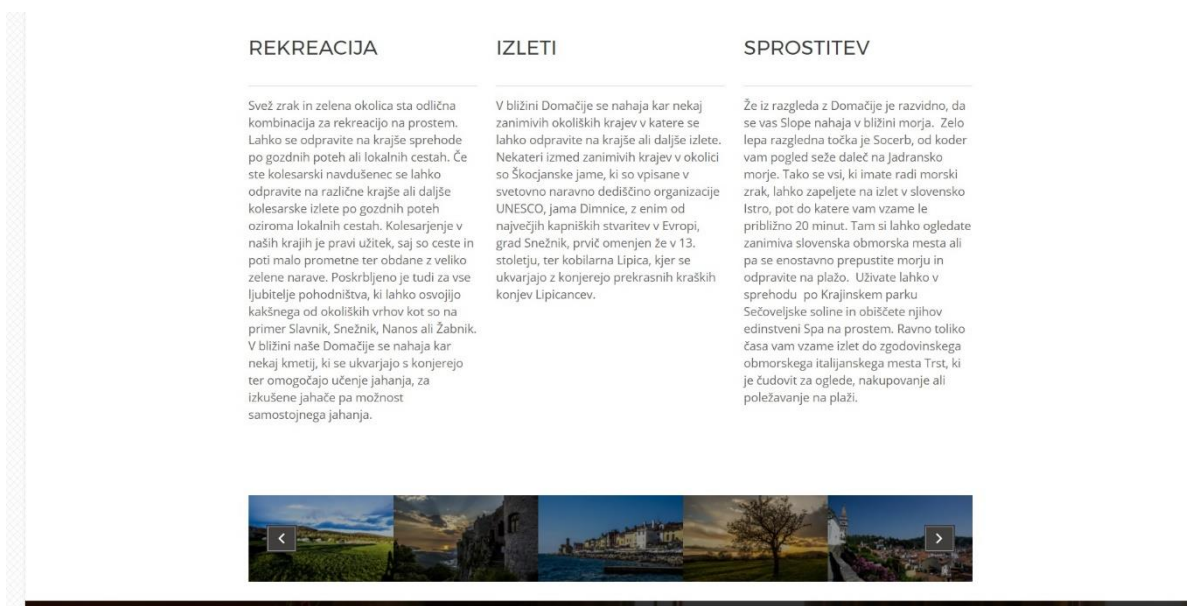 REKREACIJA
Svež zrak in zelena okolica sta odlična
kombinacija za rekreacijo na prostem.
Lahko se odpravite na krajše sprehode
po gozdnih poteh ali lokalnih cestah. Če
ste kolesarski navdušenec se lahko
odpravite na različne krajše ali daljše
kolesarske izlete po gozdnih poteh
oziroma lokalnih cestah. Kolesarjenje v
naših krajih je pravi užitek, saj so ceste in
poti malo prometne ter obdane z veliko
zelene narave. Poskrbljeno je tudi za vse
ljubitelje pohodništva, ki lahko osvojijo
kakšnega od okoliških vrhov kot so na
primer Slavnik, Snežnik, Nanos ali Žabnik.
V bližini naše Domačije se nahaja kar
nekaj kmetij, ki se ukvarjajo s konjerejo
ter omogočajo učenje jahanja, za
izkušene jahače pa možnost
samostojnega jahanja.
IZLETI
V bližini Domačije se nahaja kar nekaj
zanimivih okoliških krajev v katere se
lahko odpravite na krajše ali daljše izlete.
Nekateri izmed zanimivih krajev v okolici
so Škocjanske jame, ki so vpisane v
svetovno naravno dediščino organizacije
UNESCO, jama Dimnice, z enim od
največjih kapniških stvaritev v Evropi,
grad Snežnik, prvič omenjen že v 13.
stoletju, ter kobilarna Lipica, kjer se
ukvarjajo z konjerejo prekrasnih kraških
konjev Lipicancev.
SPROSTITEV
Že iz razgleda z Domačije je razvidno, da
se vas Slope nahaja v bližini morja. Zelo
lepa razgledna točka je Socerb, od koder
vam pogled seže daleč na Jadransko
morje. Tako se vsi, ki imate radi morski
zrak, lahko zapeljete na izlet v slovensko
Istro, pot do katere vam vzame le
približno 20 minut. Tam si lahko ogledate
zanimiva slovenska obmorska mesta ali
pa se enostavno prepustite morju in
odpravite na plažo. Uživate lahko v
sprehodu po Krajinskem parku
Sečoveljske soline in obiščete njihov
edinstveni Spa na prostem. Ravno toliko
časa vam vzame izlet do zgodovinskega
obmorskega italijanskega mesta Trst, ki
je čudovit za oglede, nakupovanje ali
poležavanje na plaži.